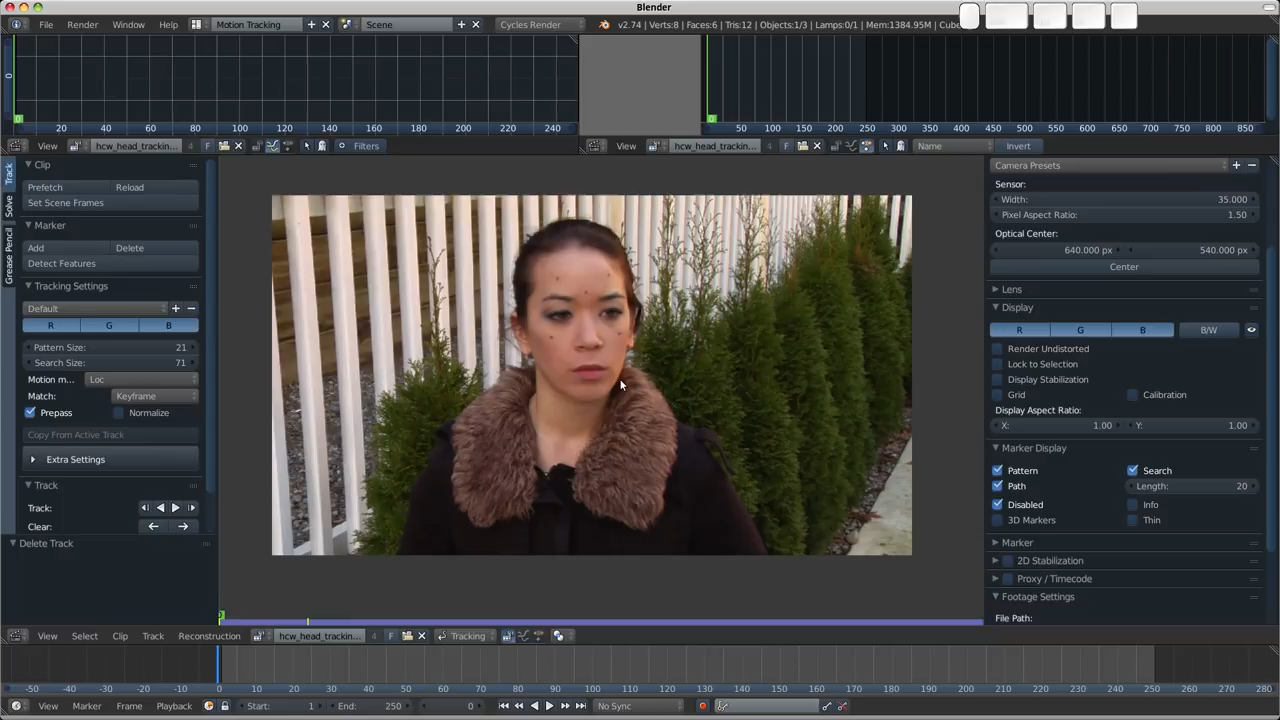 Blender
File Render Window Help Motion Tracking Scene Cycles Render v2.74 | Verts:8 | Faces:6 | Tris:12 | Objects:1/3 | Lamps:0/1 | Mem:1384.95M | Cube
0
0 0
20 40 60 80 100 120 140 160 180 200 220 240
50 100 150 200 250 300 350 400 450 500 550 600 650 700 750 800 850
View hcw_head_trackin... 4 F Filters
View hcw_head_trackin... 4 F Name Invert
Track
Solve
Grease Pencil
Clip
Prefetch Reload
Set Scene Frames
Marker
Add Delete
Detect Features
Tracking Settings
Default
R G B
Pattern Size: 21
Search Size: 71
Motion m... Loc
Match: Keyframe
Prepass Normalize
Copy From Active Track
Extra Settings
Track
Track:
Clear:
Delete Track
Camera Presets
Sensor:
Width: 35.000
Pixel Aspect Ratio: 1.50
Optical Center:
640.000 px 540.000 px
Center
Lens
Display
R G B B/W
Render Undistorted
Lock to Selection
Display Stabilization
Grid Calibration
Display Aspect Ratio:
X: 1.00 Y: 1.00
Marker Display
Pattern Search
Path Length: 20
Disabled Info
3D Markers Thin
Marker
2D Stabilization
Proxy / Timecode
Footage Settings
File Path:
0
View Select Clip Track Reconstruction hcw_head_trackin... 4 F Tracking
-50 -40 -30 -20 -10 0 10 20 30 40 50 60 70 80 90 100 110 120 130 140 150 160 170 180 190 200 210 220 230 240 250 260 270 280
View Marker Frame Playback Start: 1 End: 250 0 No Sync